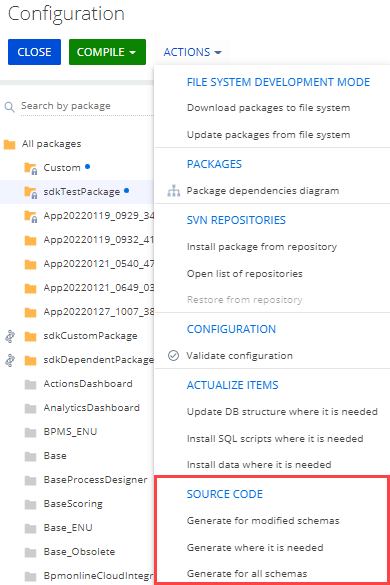 Configuration
CLOSE
COMPILE
ACTIONS
Search by package
All packages
Custom
sdkTestPackage
App20220119_0929_34
App20220119_0932_41
App20220121_0540_47
App20220121_0649_03
App20220127_1007_38
sdkCustomPackage
sdkDependentPackage
ActionsDashboard
AnalyticsDashboard
BPMS_ENU
Base
BaseProcessDesigner
BaseScoring
Base_ENU
Base_Obsolete
BpmonlineCloudIntegr
FILE SYSTEM DEVELOPMENT MODE
Download packages to file system
Update packages from file system
PACKAGES
Package dependencies diagram
SVN REPOSITORIES
Install package from repository
Open list of repositories
Restore from repository
CONFIGURATION
Validate configuration
ACTUALIZE ITEMS
Update DB structure where it is needed
Install SQL scripts where it is needed
Install data where it is needed
SOURCE CODE
Generate for modified schemas
Generate where it is needed
Generate for all schemas